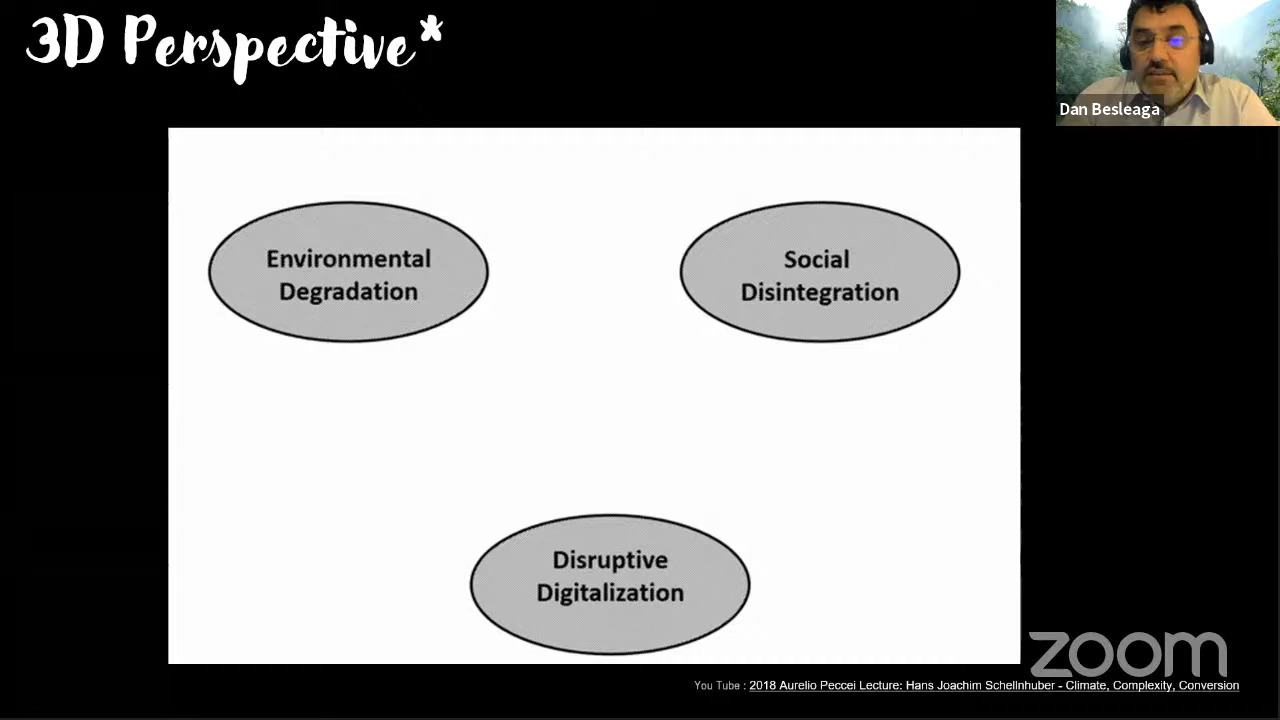 3D Perspective*
Dan Besleaga
Environmental
Degradation
Social
Disintegration
Disruptive
Digitalization
zoom
You Tube : 2018 Aurelio Peccei Lecture: Hans Joachim Schellnhuber - Climate, Complexity, Conversion